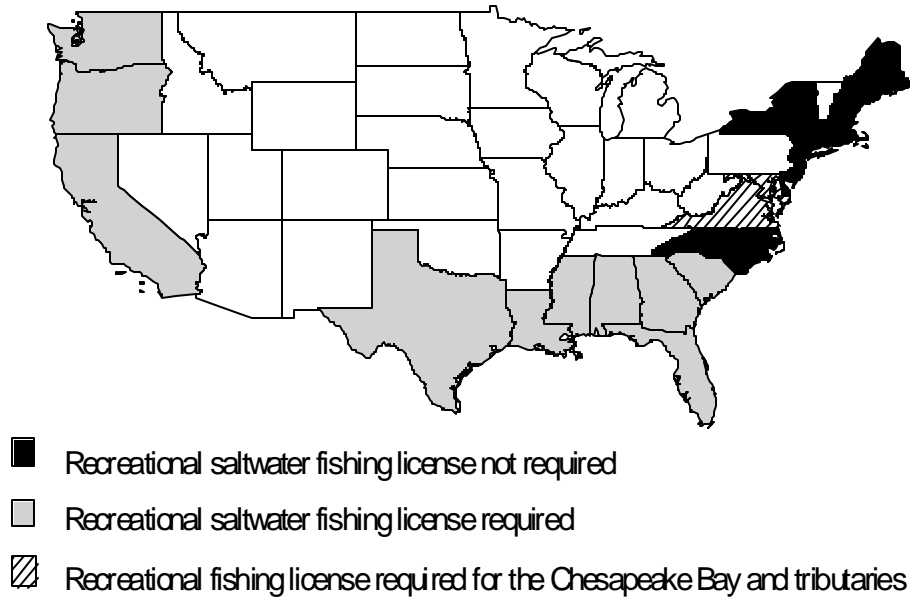 Recreational saltwater fishing license not required
Recreational saltwater fishing license required
Recreational fishing license required for the Chesapeake Bay and tributaries